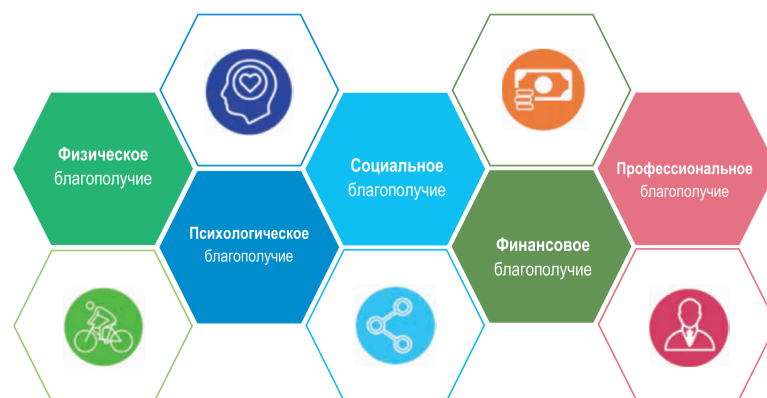 Физическое
благополучие
Психологическое
благополучие
Социальное
благополучие
Финансовое
благополучие
Профессиональное
благополучие